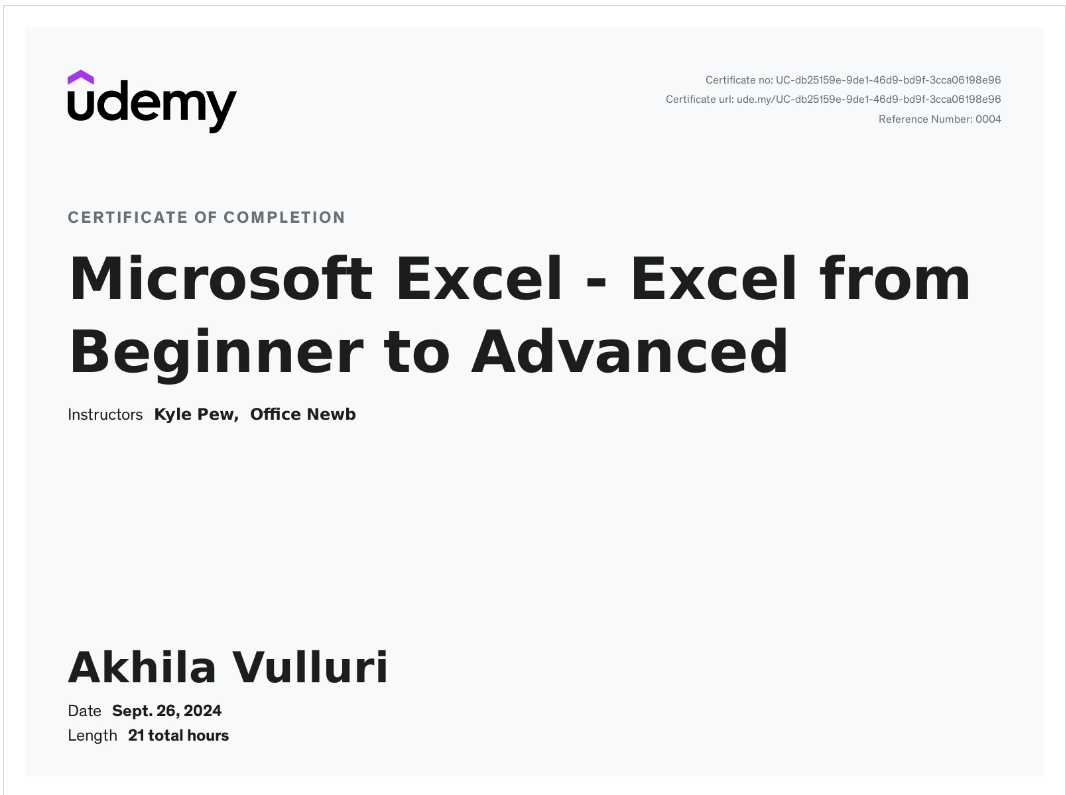 udemy
Certificate no: UC-db25159e-9de1-46d9-bd9f-3cca06198e96
Certificate url: ude.my/UC-db25159e-9de1-46d9-bd9f-3cca06198e96
Reference Number: 0004
CERTIFICATE OF COMPLETION
Microsoft Excel - Excel from
Beginner to Advanced
Instructors Kyle Pew, Office Newb
Akhila Vulluri
Date Sept. 26, 2024
Length 21 total hours